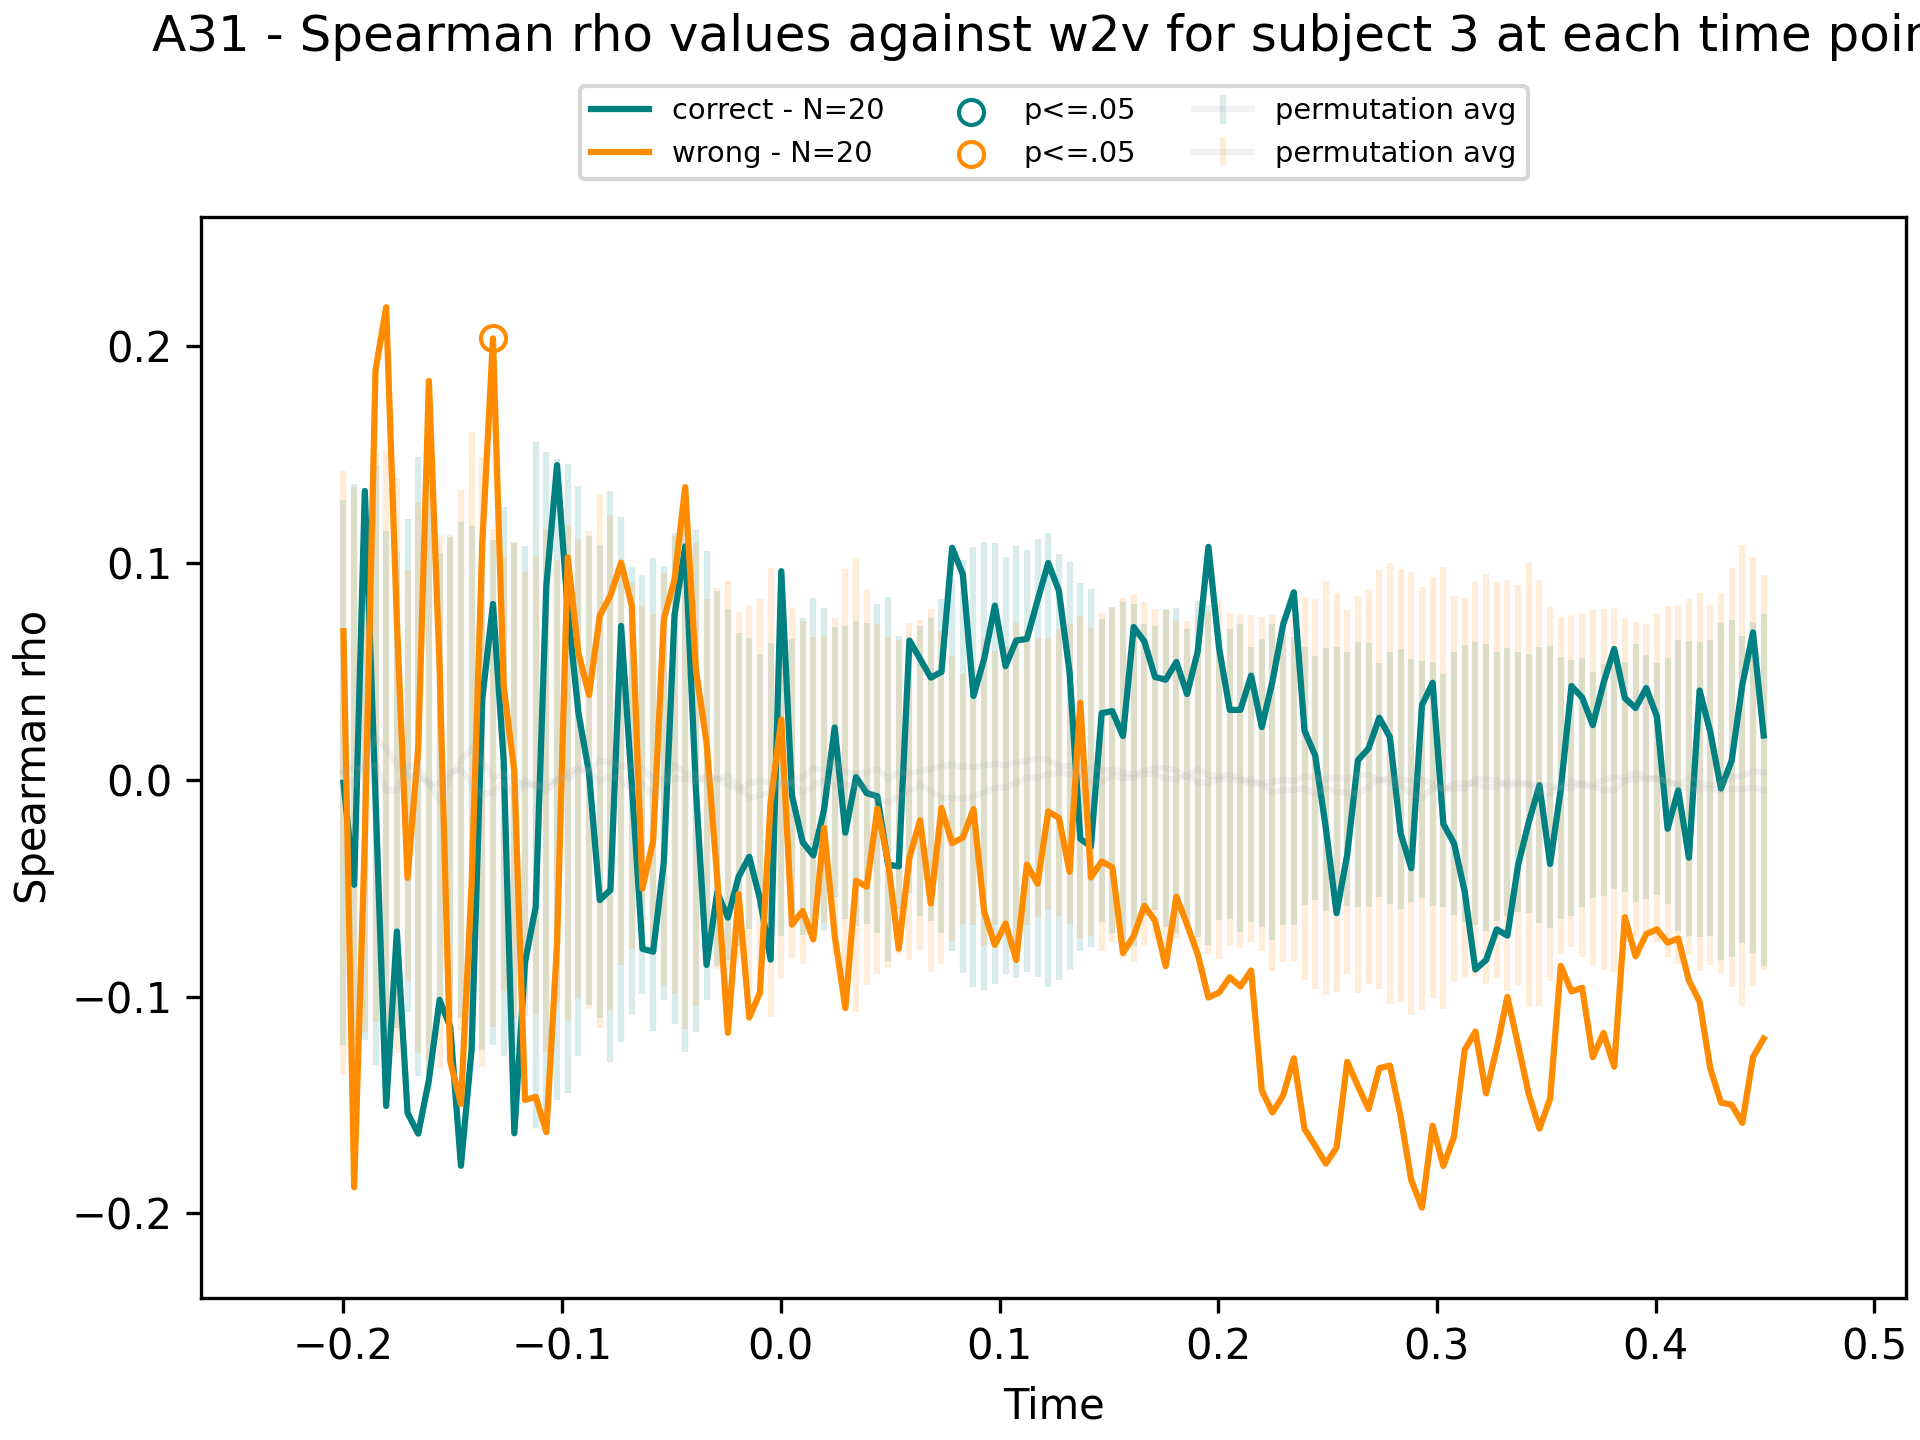 A31 - Spearman rho values against w2v for subject 3 at each time poin
correct - N=20 p<=.05 permutation avg
wrong - N=20 p<=.05 permutation avg
Spearman rho
0.2
0.1
0.0
−0.1
−0.2
−0.2 −0.1 0.0 0.1 0.2 0.3 0.4 0.5
Time